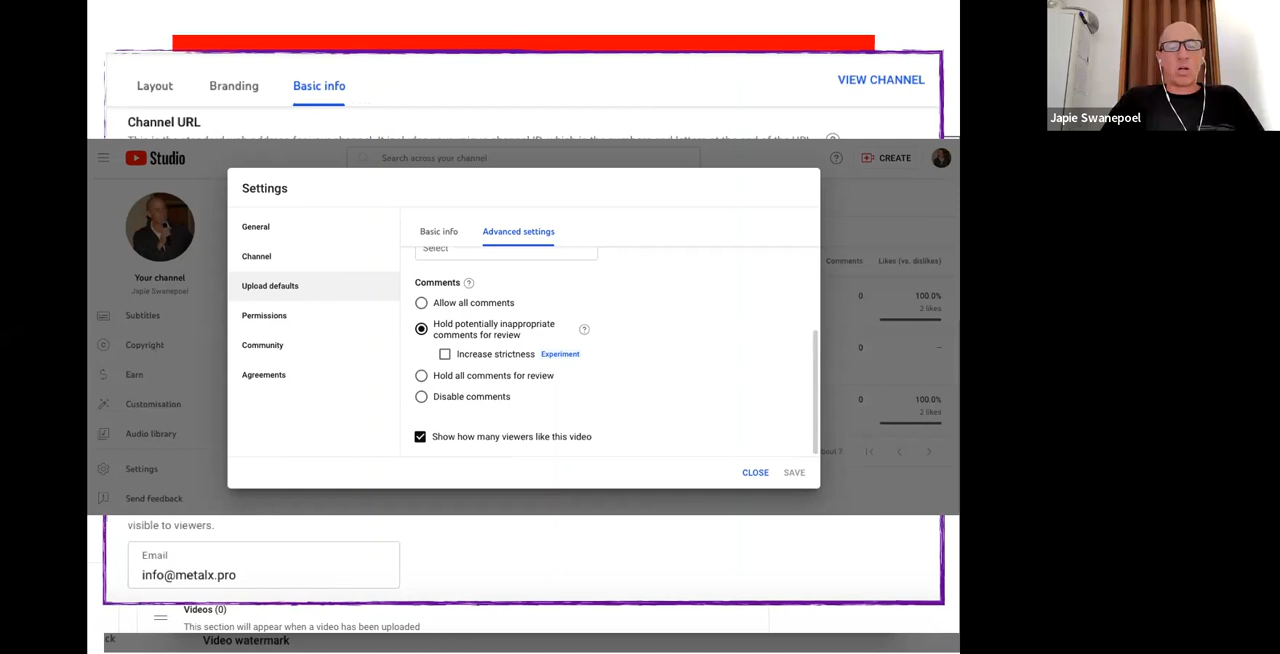 Layout
Branding
Basic info
VIEW CHANNEL
Channel URL
Studio
Search across your channel
CREATE
Settings
Your channel
Japie Swanepoel
Subtitles
Copyright
Earn
Customisation
Audio library
Settings
Send feedback
General
Channel
Upload defaults
Permissions
Community
Agreements
Basic info
Advanced settings
Select
Comments ?
Allow all comments
Hold potentially inappropriate
comments for review
?
Increase strictness Experiment
Hold all comments for review
Disable comments
Show how many viewers like this video
CLOSE
SAVE
Comments
Likes (vs. dislikes)
0
100.0%
2 likes
0
–
0
100.0%
2 likes
visible to viewers.
Email
info@metalx.pro
Videos (0)
This section will appear when a video has been uploaded
Video watermark
Japie Swanepoel